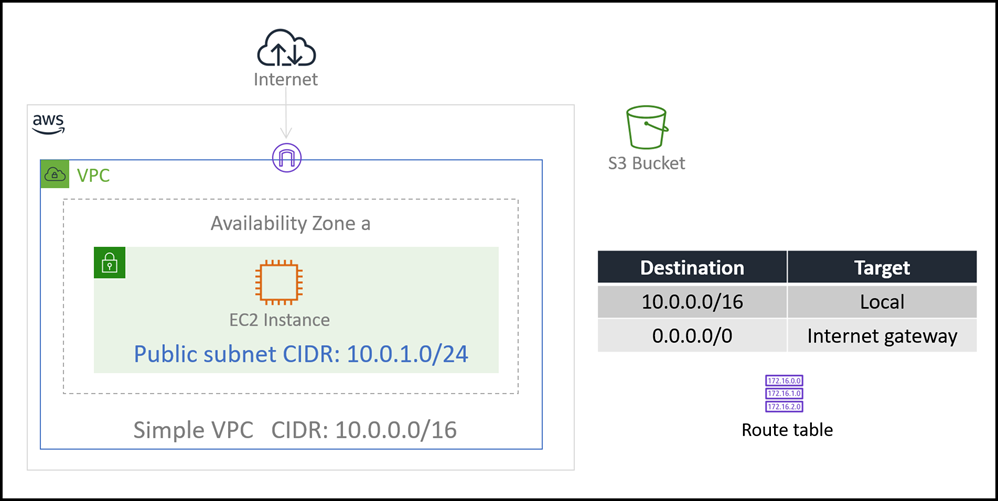 Internet
aws
S3 Bucket
VPC
Availability Zone a
EC2 Instance
Public subnet CIDR: 10.0.1.0/24
Simple VPC CIDR: 10.0.0.0/16
Destination Target
10.0.0.0/16 Local
0.0.0.0/0 Internet gateway
172.16.0.0
172.16.1.0
172.16.2.0
Route table